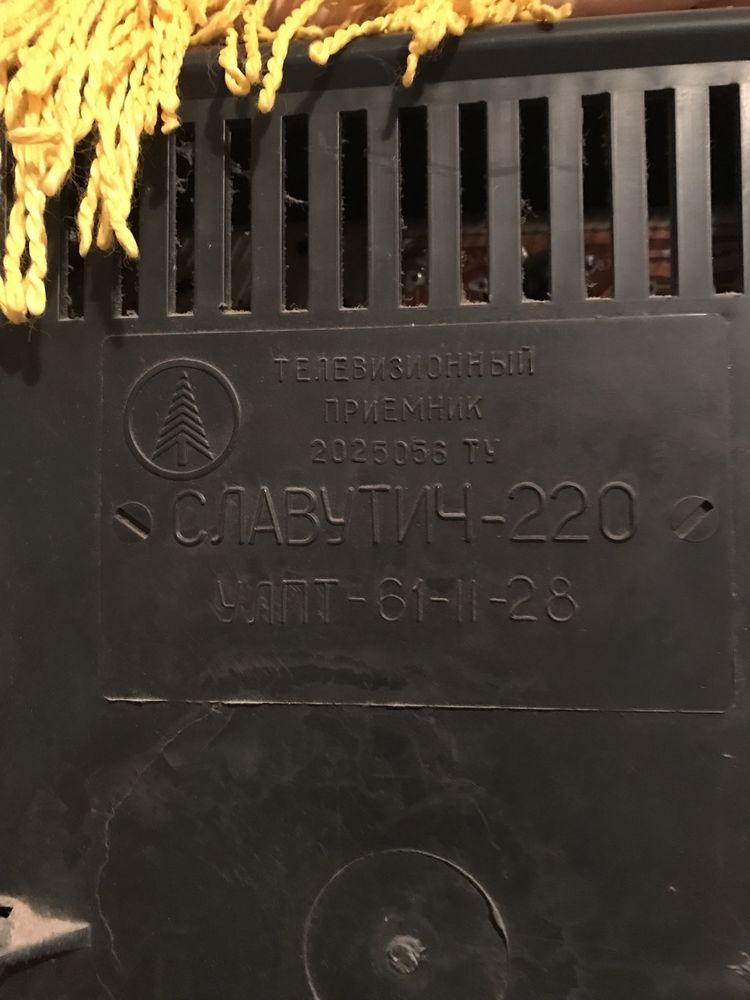 ТЕЛЕВИЗИОННЫЙ
ПРИЕМНИК
2025056 ТУ
СЛАВУТИЧ-220
УЛПТ-61-II-28